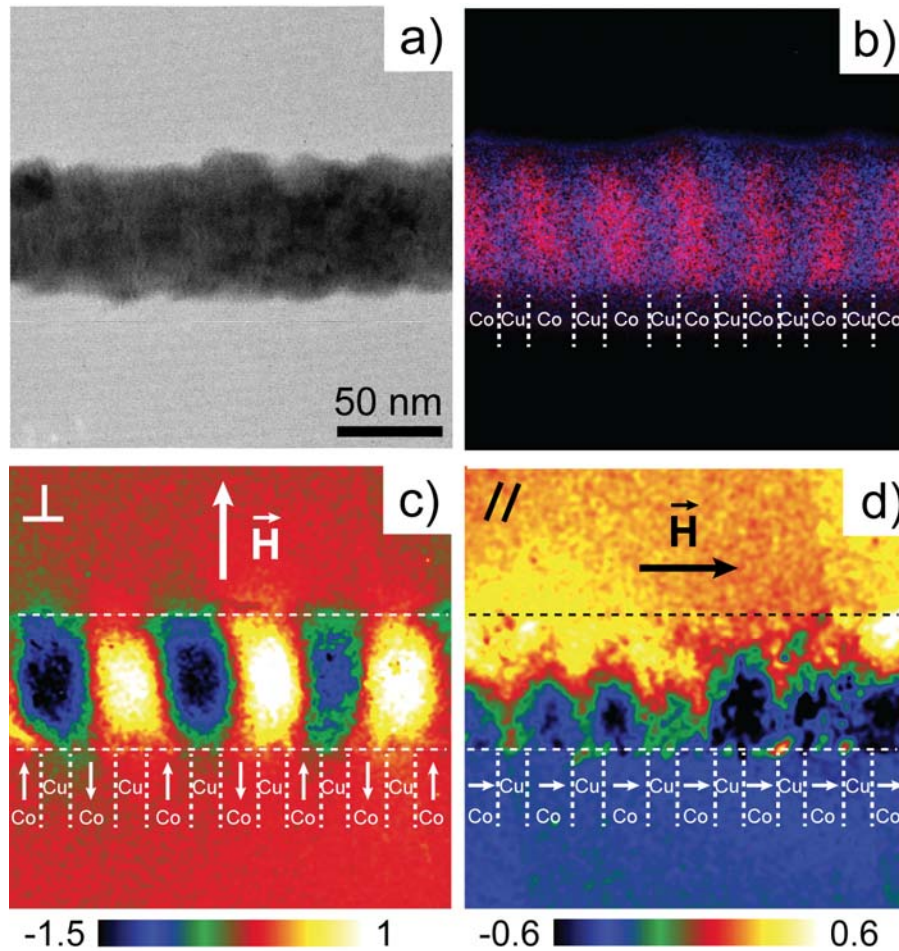 a)
50 nm
b)
Co Cu Co Cu Co Cu Co Cu Co Cu Co Cu Co
⊥
H
c)
Cu Cu Cu Cu Cu Cu
Co Co Co Co Co Co Co
-1.5 1
//
H
d)
Cu Cu Cu Cu Cu Cu
Co Co Co Co Co Co Co
-0.6 0.6